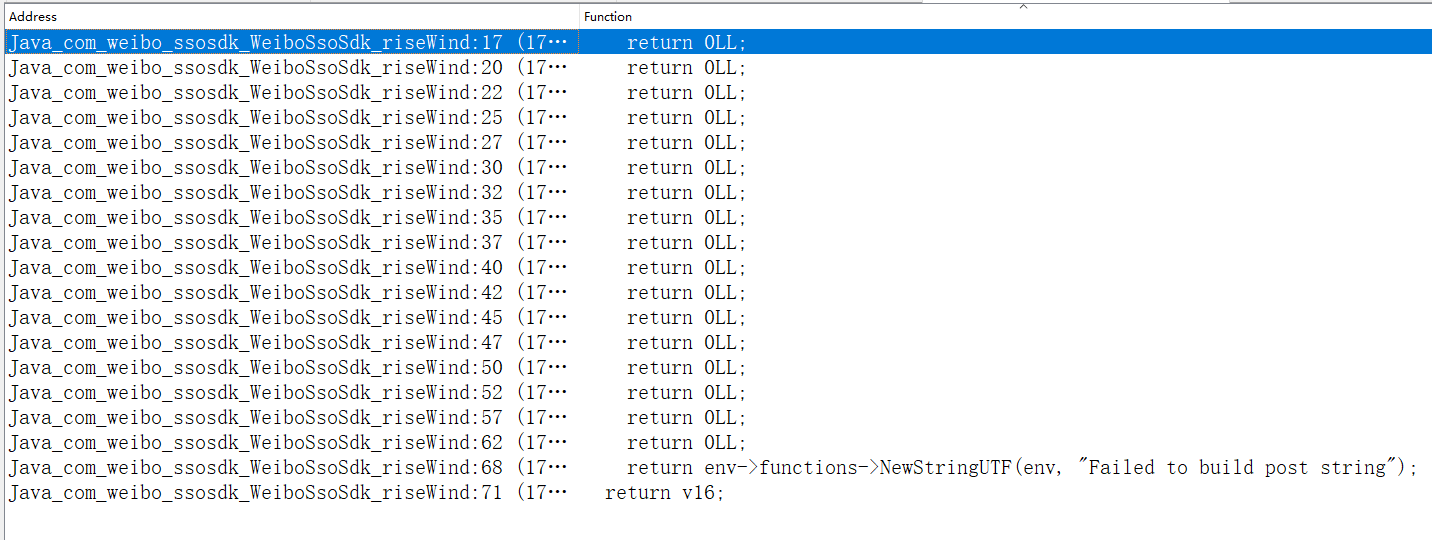 Address Function
Java_com_weibo_ssosdk_WeiboSsoSdk_riseWind:17 (17… return 0LL;
Java_com_weibo_ssosdk_WeiboSsoSdk_riseWind:20 (17… return 0LL;
Java_com_weibo_ssosdk_WeiboSsoSdk_riseWind:22 (17… return 0LL;
Java_com_weibo_ssosdk_WeiboSsoSdk_riseWind:25 (17… return 0LL;
Java_com_weibo_ssosdk_WeiboSsoSdk_riseWind:27 (17… return 0LL;
Java_com_weibo_ssosdk_WeiboSsoSdk_riseWind:30 (17… return 0LL;
Java_com_weibo_ssosdk_WeiboSsoSdk_riseWind:32 (17… return 0LL;
Java_com_weibo_ssosdk_WeiboSsoSdk_riseWind:35 (17… return 0LL;
Java_com_weibo_ssosdk_WeiboSsoSdk_riseWind:37 (17… return 0LL;
Java_com_weibo_ssosdk_WeiboSsoSdk_riseWind:40 (17… return 0LL;
Java_com_weibo_ssosdk_WeiboSsoSdk_riseWind:42 (17… return 0LL;
Java_com_weibo_ssosdk_WeiboSsoSdk_riseWind:45 (17… return 0LL;
Java_com_weibo_ssosdk_WeiboSsoSdk_riseWind:47 (17… return 0LL;
Java_com_weibo_ssosdk_WeiboSsoSdk_riseWind:50 (17… return 0LL;
Java_com_weibo_ssosdk_WeiboSsoSdk_riseWind:52 (17… return 0LL;
Java_com_weibo_ssosdk_WeiboSsoSdk_riseWind:57 (17… return 0LL;
Java_com_weibo_ssosdk_WeiboSsoSdk_riseWind:62 (17… return 0LL;
Java_com_weibo_ssosdk_WeiboSsoSdk_riseWind:68 (17… return env->functions->NewStringUTF(env, "Failed to build post string");
Java_com_weibo_ssosdk_WeiboSsoSdk_riseWind:71 (17… return v16;